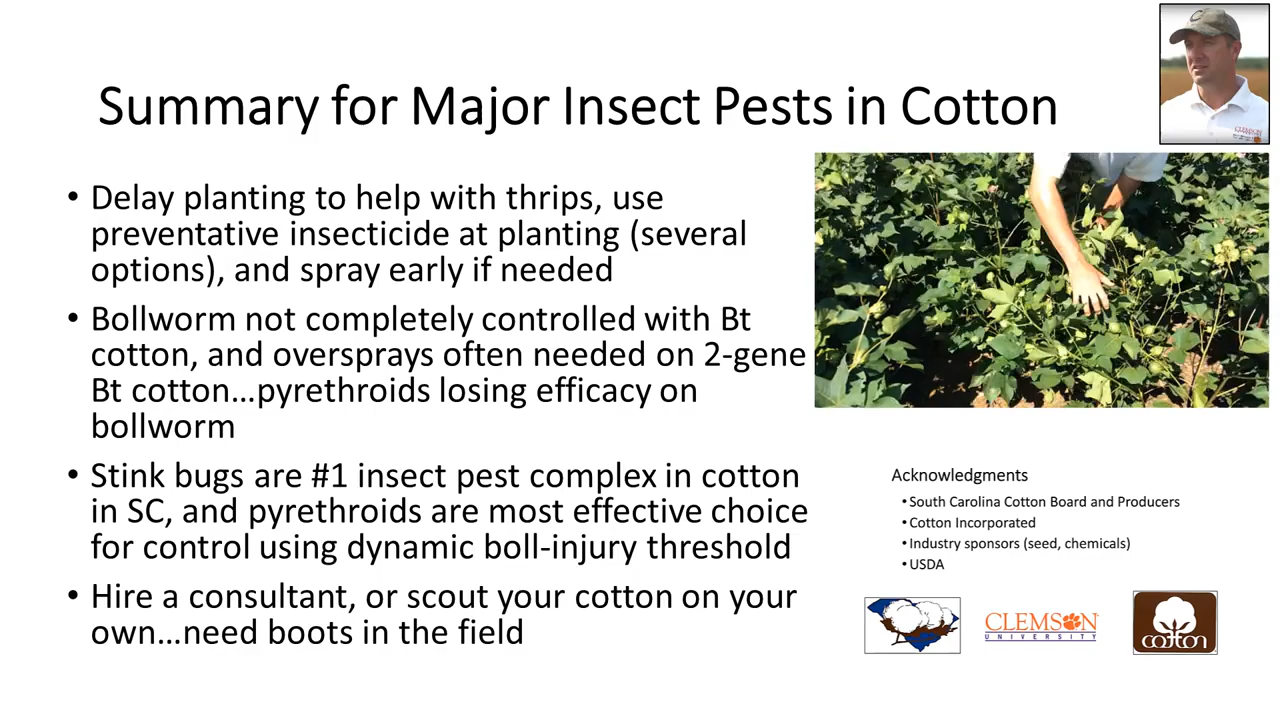 Summary for Major Insect Pests in Cotton
• Delay planting to help with thrips, use
preventative insecticide at planting (several
options), and spray early if needed
• Bollworm not completely controlled with Bt
cotton, and oversprays often needed on 2-gene
Bt cotton…pyrethroids losing efficacy on
bollworm
• Stink bugs are #1 insect pest complex in cotton
in SC, and pyrethroids are most effective choice
for control using dynamic boll-injury threshold
• Hire a consultant, or scout your cotton on your
own…need boots in the field
CLEMSON
Acknowledgments
• South Carolina Cotton Board and Producers
• Cotton Incorporated
• Industry sponsors (seed, chemicals)
• USDA
CLEMSON
UNIVERSITY
cotton